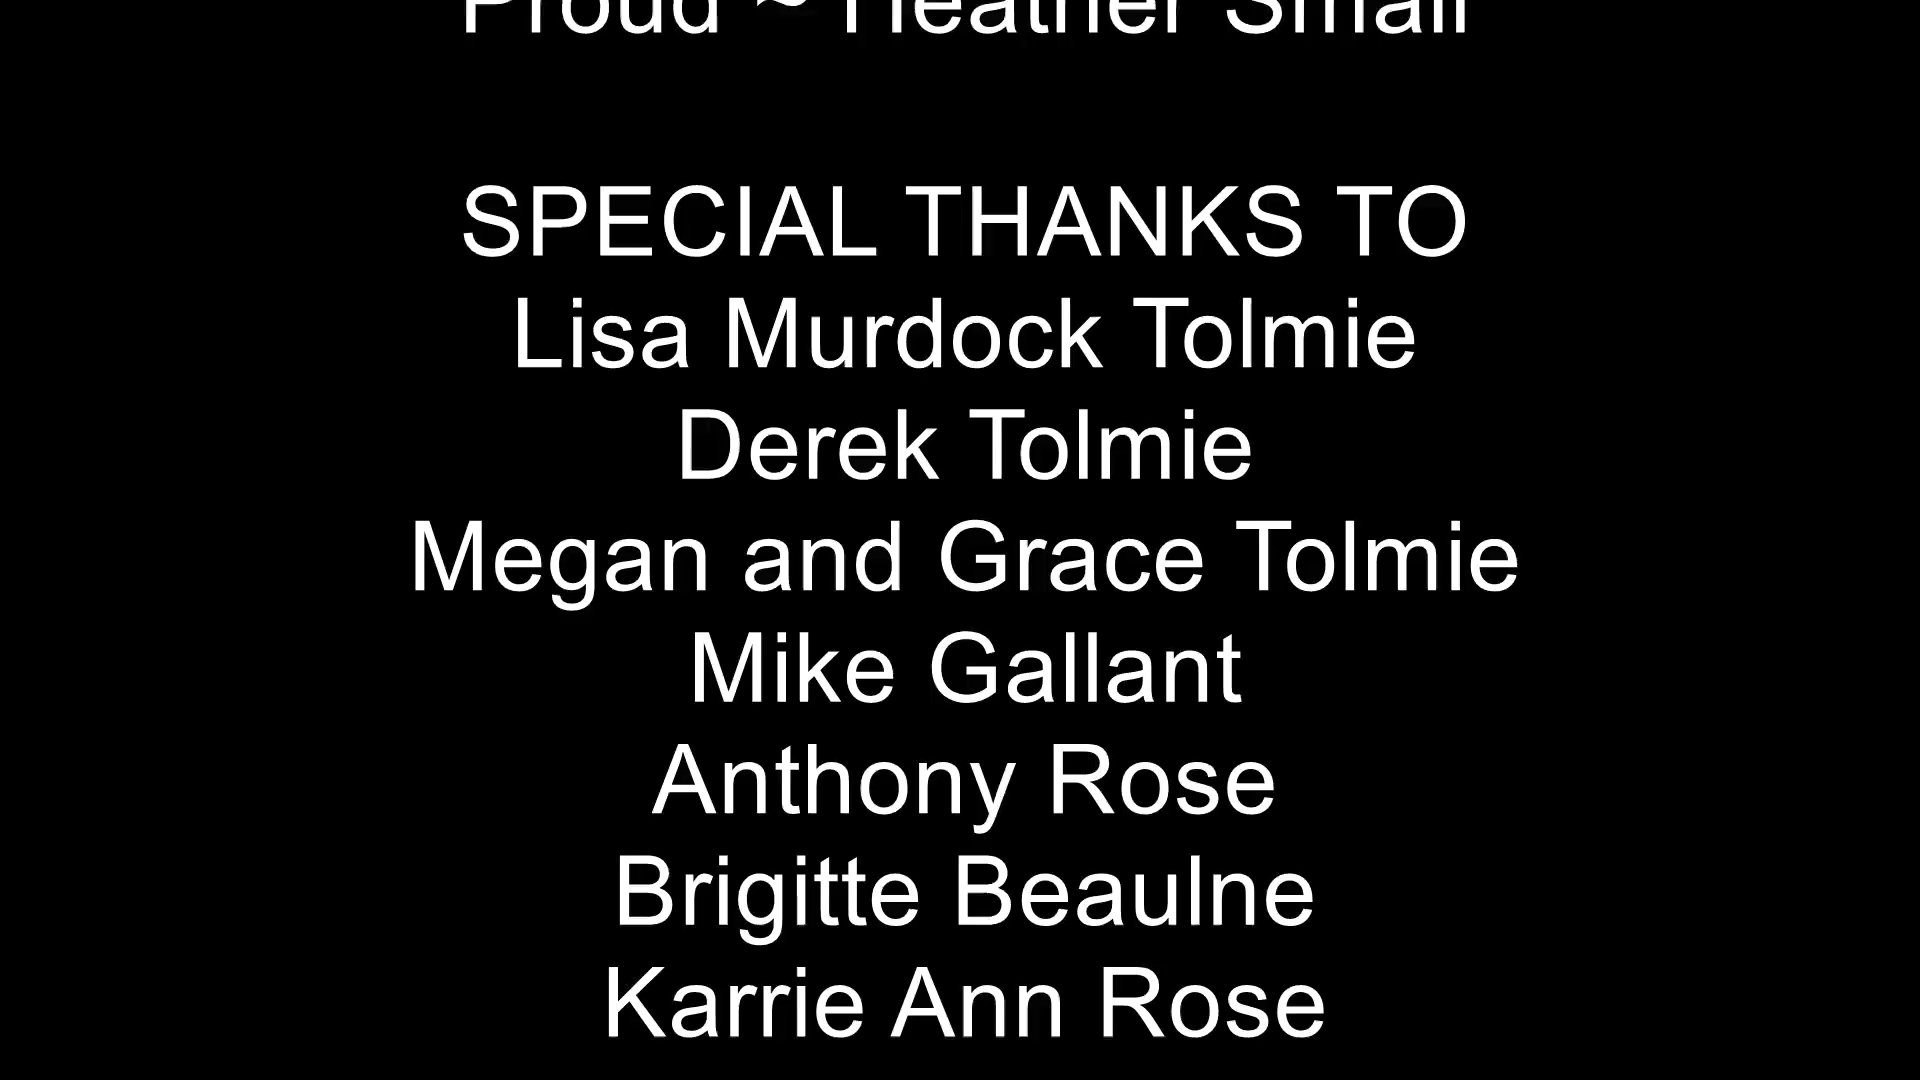 Proud ~ Heather Small
SPECIAL THANKS TO
Lisa Murdock Tolmie
Derek Tolmie
Megan and Grace Tolmie
Mike Gallant
Anthony Rose
Brigitte Beaulne
Karrie Ann Rose